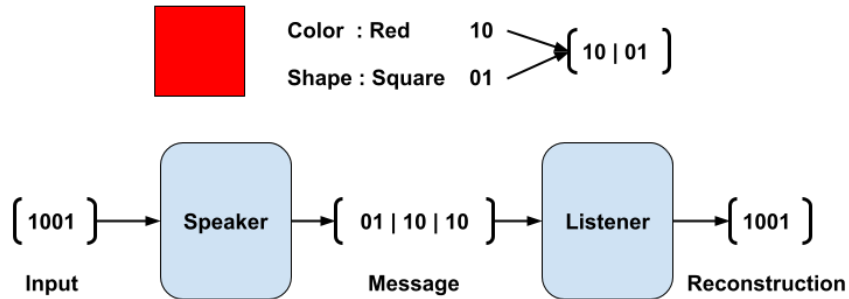 Color : Red 10
[ 10 | 01 ]
Shape : Square 01
[ 1001 ] Speaker [ 01 | 10 | 10 ] Listener [ 1001 ]
Input Message Reconstruction